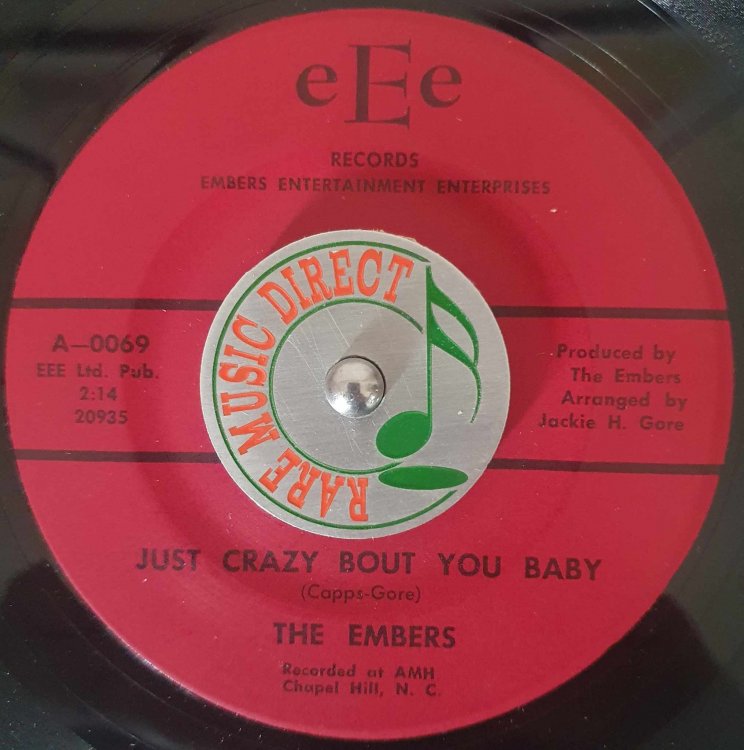 eEe
RECORDS
EMBERS ENTERTAINMENT ENTERPRISES
RARE MUSIC DIRECT
A—0069
EEE Ltd. Pub.
2:14
20935
Produced by
The Embers
Arranged by
Jackie H. Gore
JUST CRAZY BOUT YOU BABY
(Capps-Gore)
THE EMBERS
Recorded at AMH
Chapel Hill, N. C.